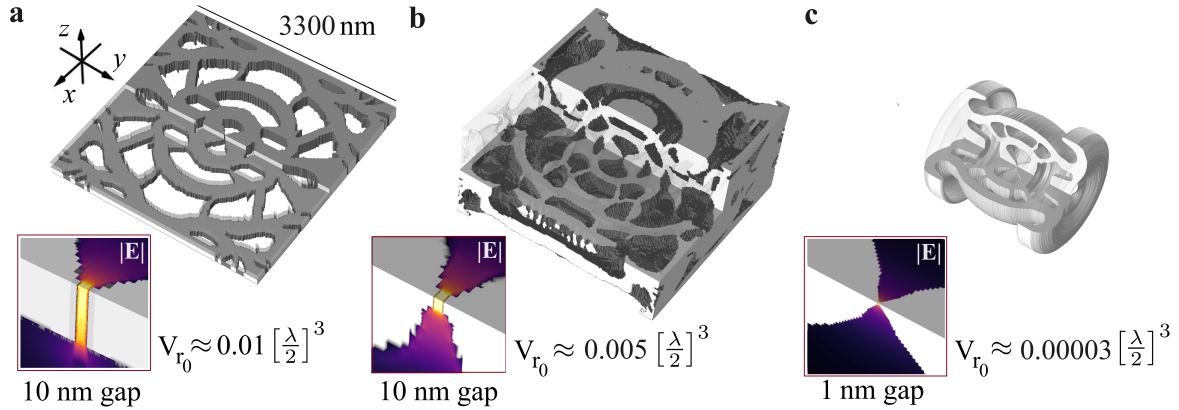 a
3300 nm
z
y
x
|E|
V_{r_0} ≈ 0.01 [λ/2]^3
10 nm gap
b
|E|
V_{r_0} ≈ 0.005 [λ/2]^3
10 nm gap
c
|E|
V_{r_0} ≈ 0.00003 [λ/2]^3
1 nm gap